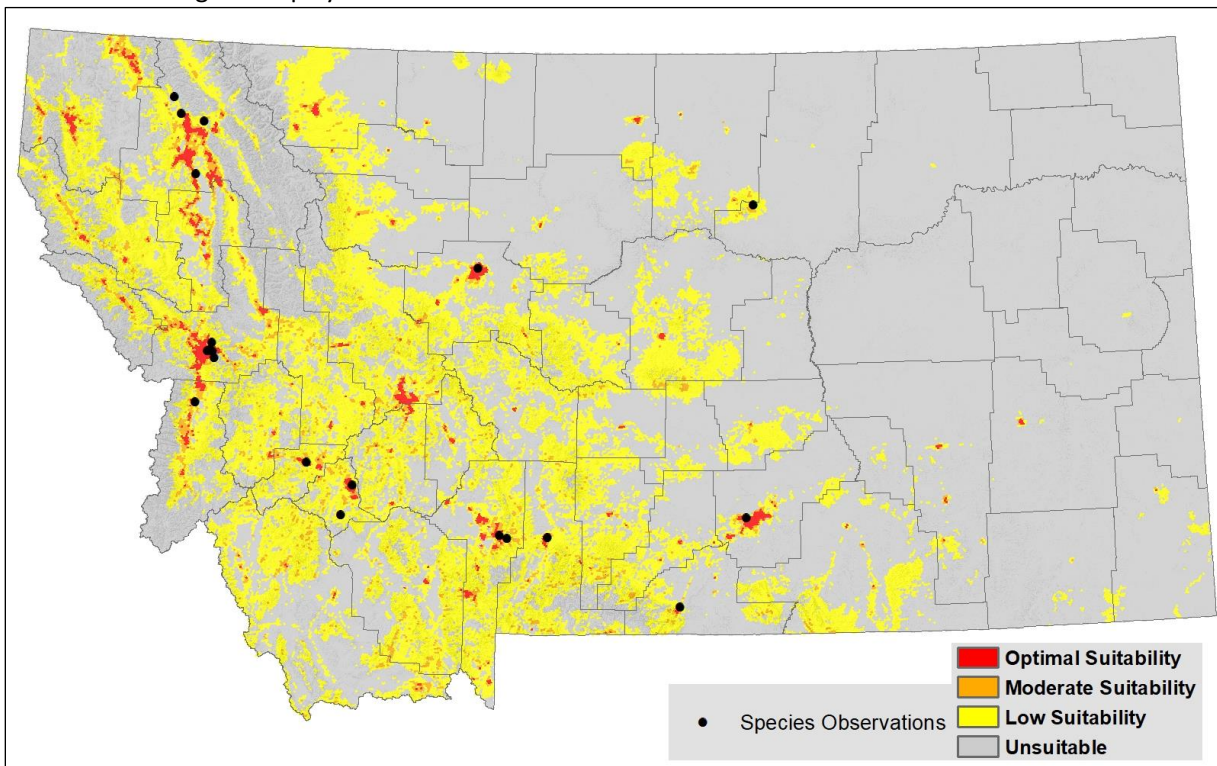 Optimal Suitability
Moderate Suitability
Species Observations
Low Suitability
Unsuitable